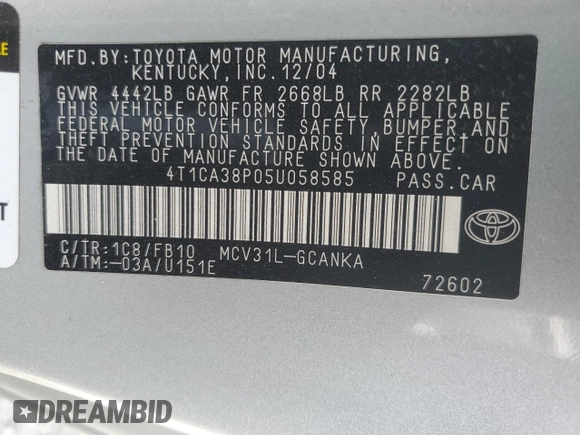 MFD.BY:TOYOTA MOTOR MANUFACTURING,
KENTUCKY,INC.12/04
GVWR 4442LB GAWR FR 2668LB RR 2282LB
THIS VEHICLE CONFORMS TO ALL APPLICABLE
FEDERAL MOTOR VEHICLE SAFETY,BUMPER,AND
THEFT PREVENTION STANDARDS IN EFFECT ON
THE DATE OF MANUFACTURE SHOWN ABOVE.
4T1CA38P05U058585 PASS.CAR
C/TR:1C8/FB10 MCV31L-GCANKA
A/TM:-03A/U151E
72602
DREAMBID